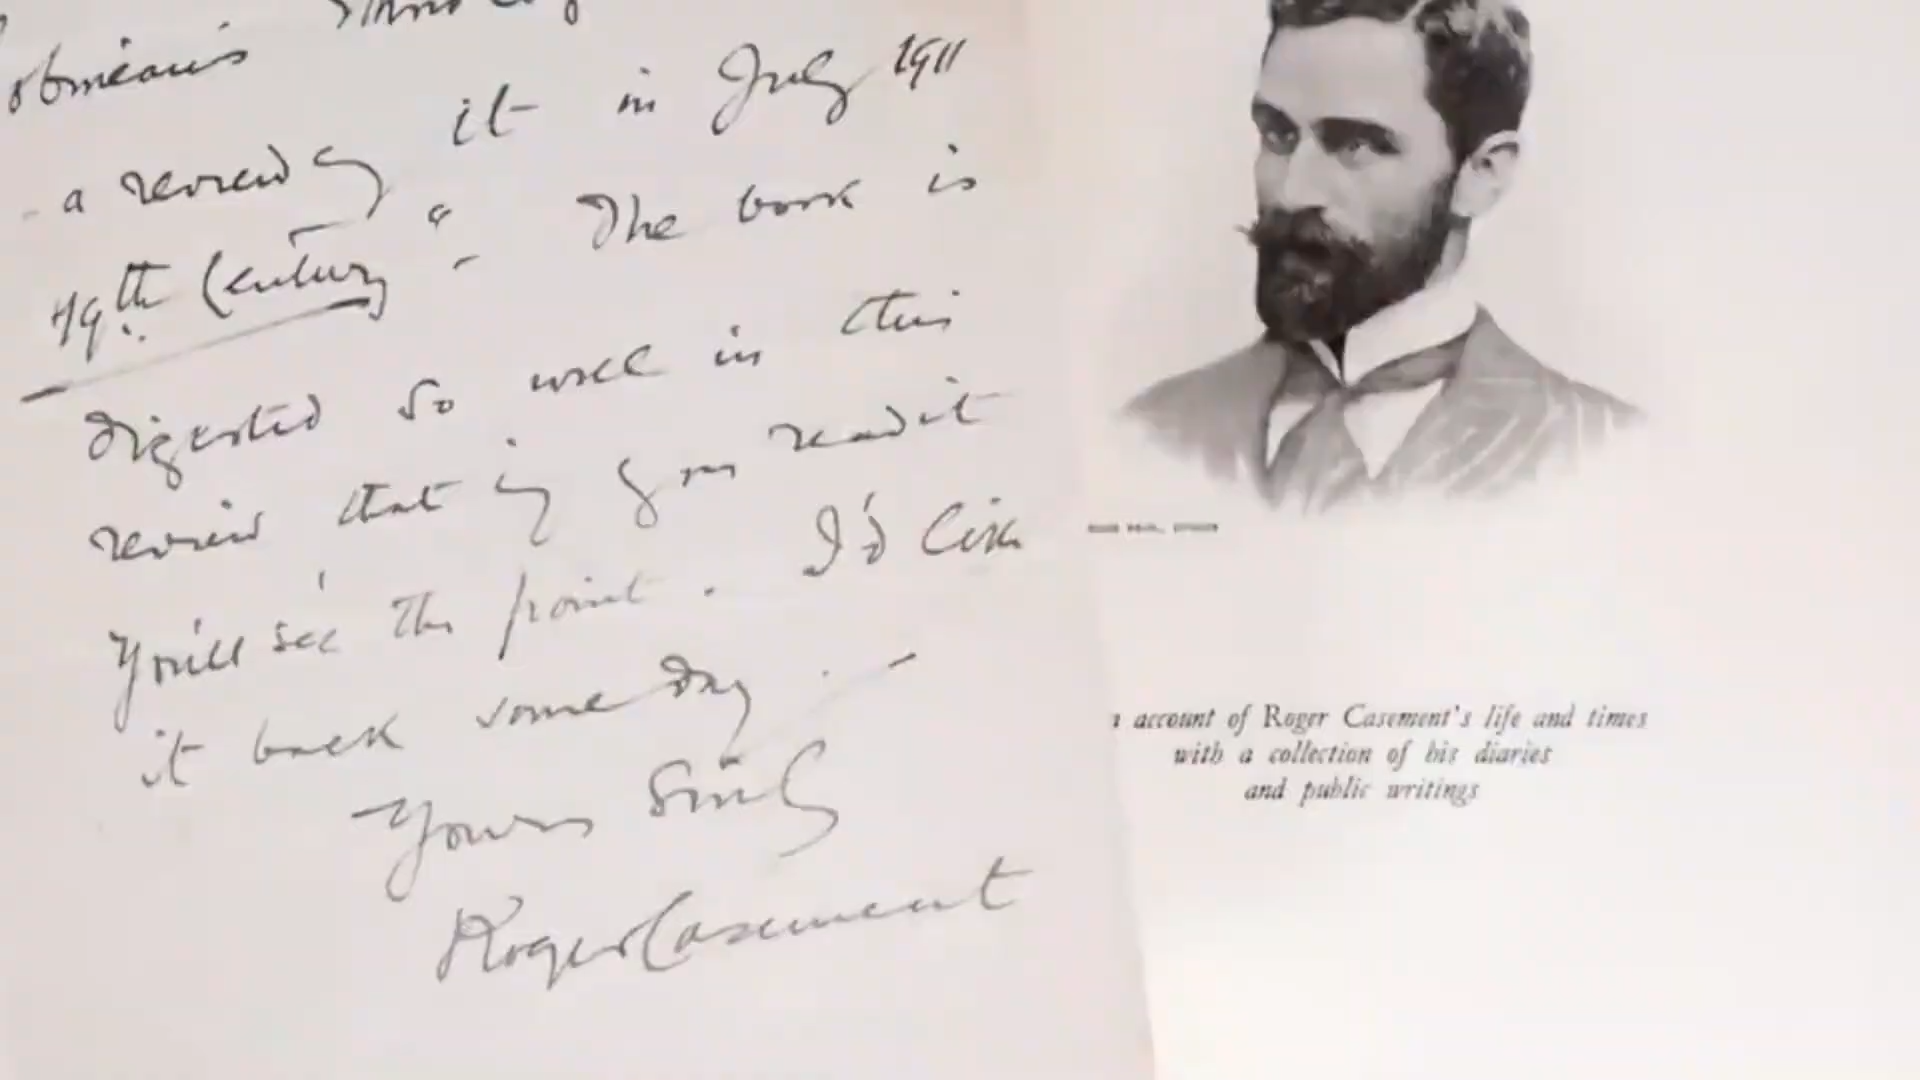 a review of it in July 1911
"19th Century" - The book is
digested so well in this
review that if you read it
you'll see the point. I'd like
it back some day. -
Yours sincly
Roger Casement
account of Roger Casement's life and times
with a collection of his diaries
and public writings